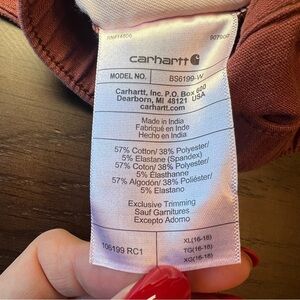 RN#14806 907990
carhartt
MODEL NO. BS6199-W
Carhartt, Inc. P.O. Box 600
Dearborn, MI 48121 USA
carhartt.com
Made in India
Fabriqué en Inde
Hecho en India
57% Cotton/ 38% Polyester/
5% Elastane (Spandex)
57% Coton/ 38% Polyester/
5% Élasthanne
57% Algodón/ 38% Poliéster/
5% Elastano
Exclusive Trimming
Sauf Garnitures
Excepto Adorno
106199 RC1
XL(16-18)
TG(16-18)
XG(16-18)